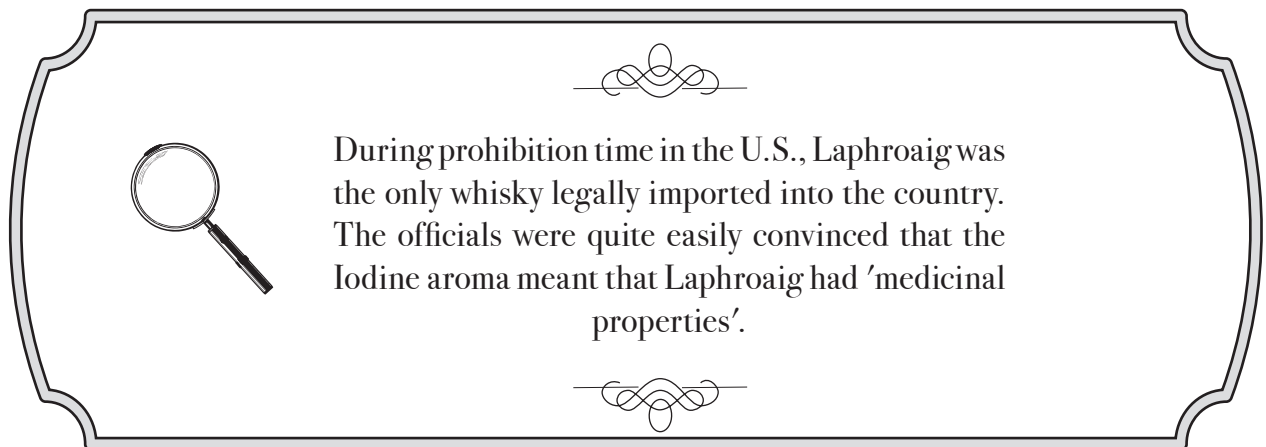 During prohibition time in the U.S., Laphroaig was
the only whisky legally imported into the country.
The officials were quite easily convinced that the
Iodine aroma meant that Laphroaig had ′medicinal
properties′.